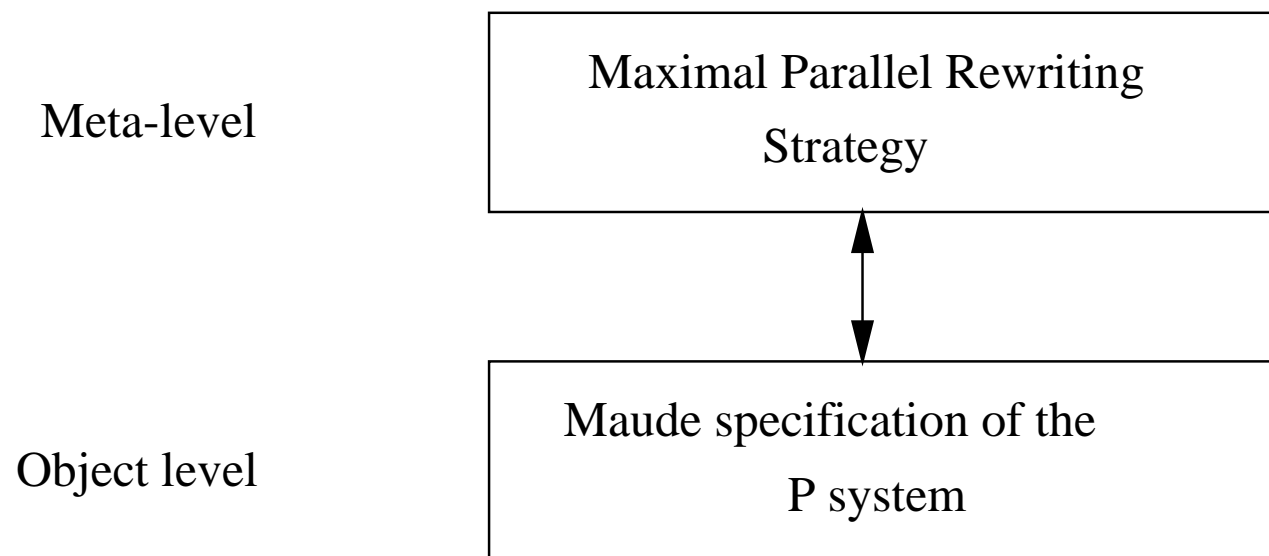 Meta-level
Maximal Parallel Rewriting
Strategy
Object level
Maude specification of the
P system